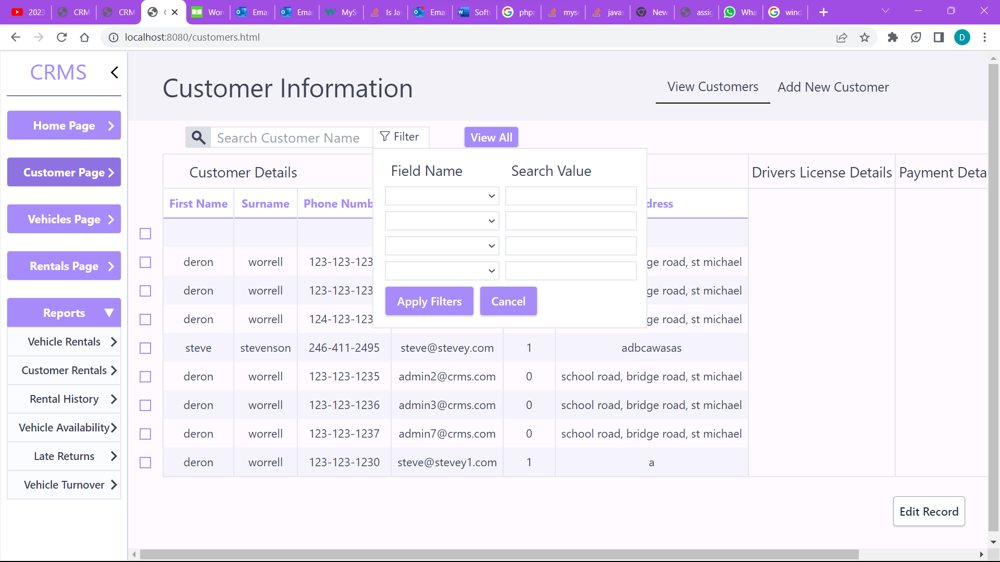 2023 CRM CRM Word Emai Emai MyS Is Ja Emai Soft phpr mysq javas New assig Wha wind
localhost:8080/customers.html
D
CRMS
Customer Information
View Customers
Add New Customer
Home Page
Customer Page
Vehicles Page
Rentals Page
Reports
Vehicle Rentals
Customer Rentals
Rental History
Vehicle Availability
Late Returns
Vehicle Turnover
Search Customer Name
Filter
View All
Field Name Search Value
Apply Filters Cancel
Customer Details Drivers License Details Payment Deta
First Name Surname Phone Numb dress
deron worrell 123-123-123 ge road, st michael
deron worrell 123-123-123 ge road, st michael
deron worrell 124-123-123 ge road, st michael
steve stevenson 246-411-2495 steve@stevey.com 1 adbcawasas
deron worrell 123-123-1235 admin2@crms.com 0 school road, bridge road, st michael
deron worrell 123-123-1236 admin3@crms.com 0 school road, bridge road, st michael
deron worrell 123-123-1237 admin7@crms.com 0 school road, bridge road, st michael
deron worrell 123-123-1230 steve@stevey1.com 1 a
Edit Record